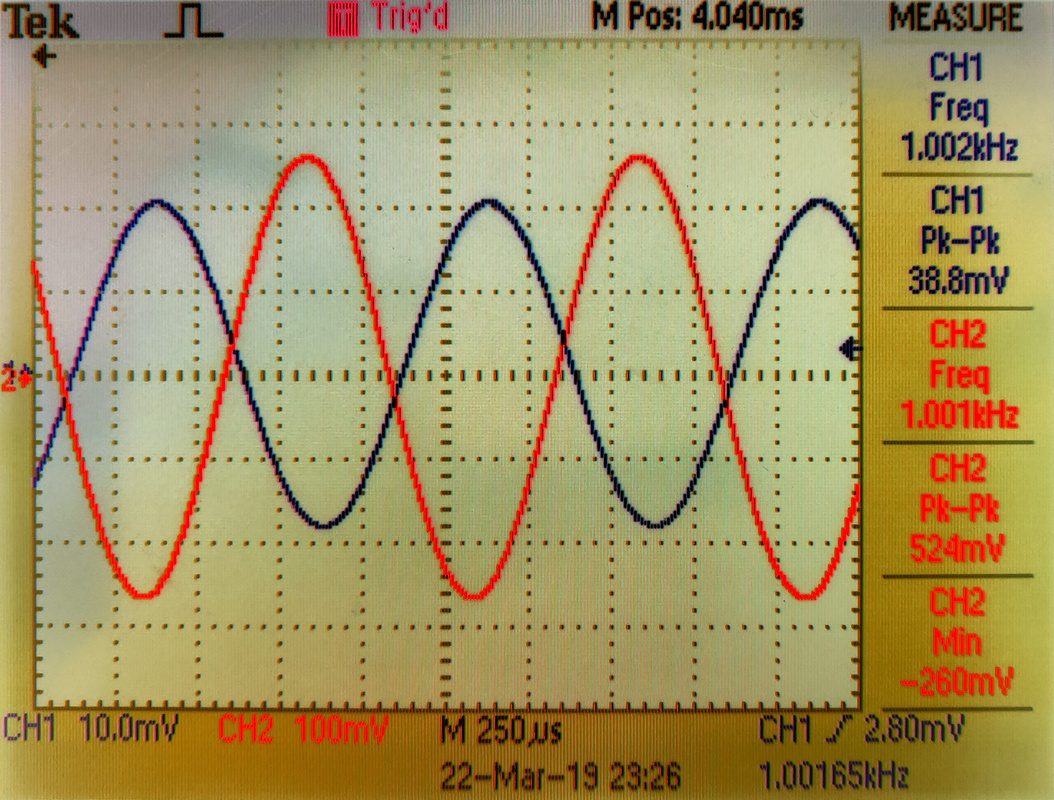 Tek Trig'd M Pos: 4.040ms MEASURE
CH1
Freq
1.002kHz
CH1
Pk-Pk
38.8mV
CH2
Freq
1.001kHz
CH2
Pk-Pk
524mV
CH2
Min
-260mV
2
CH1 10.0mV CH2 100mV M 250µs CH1 2.80mV
22-Mar-19 23:26 1.00165kHz